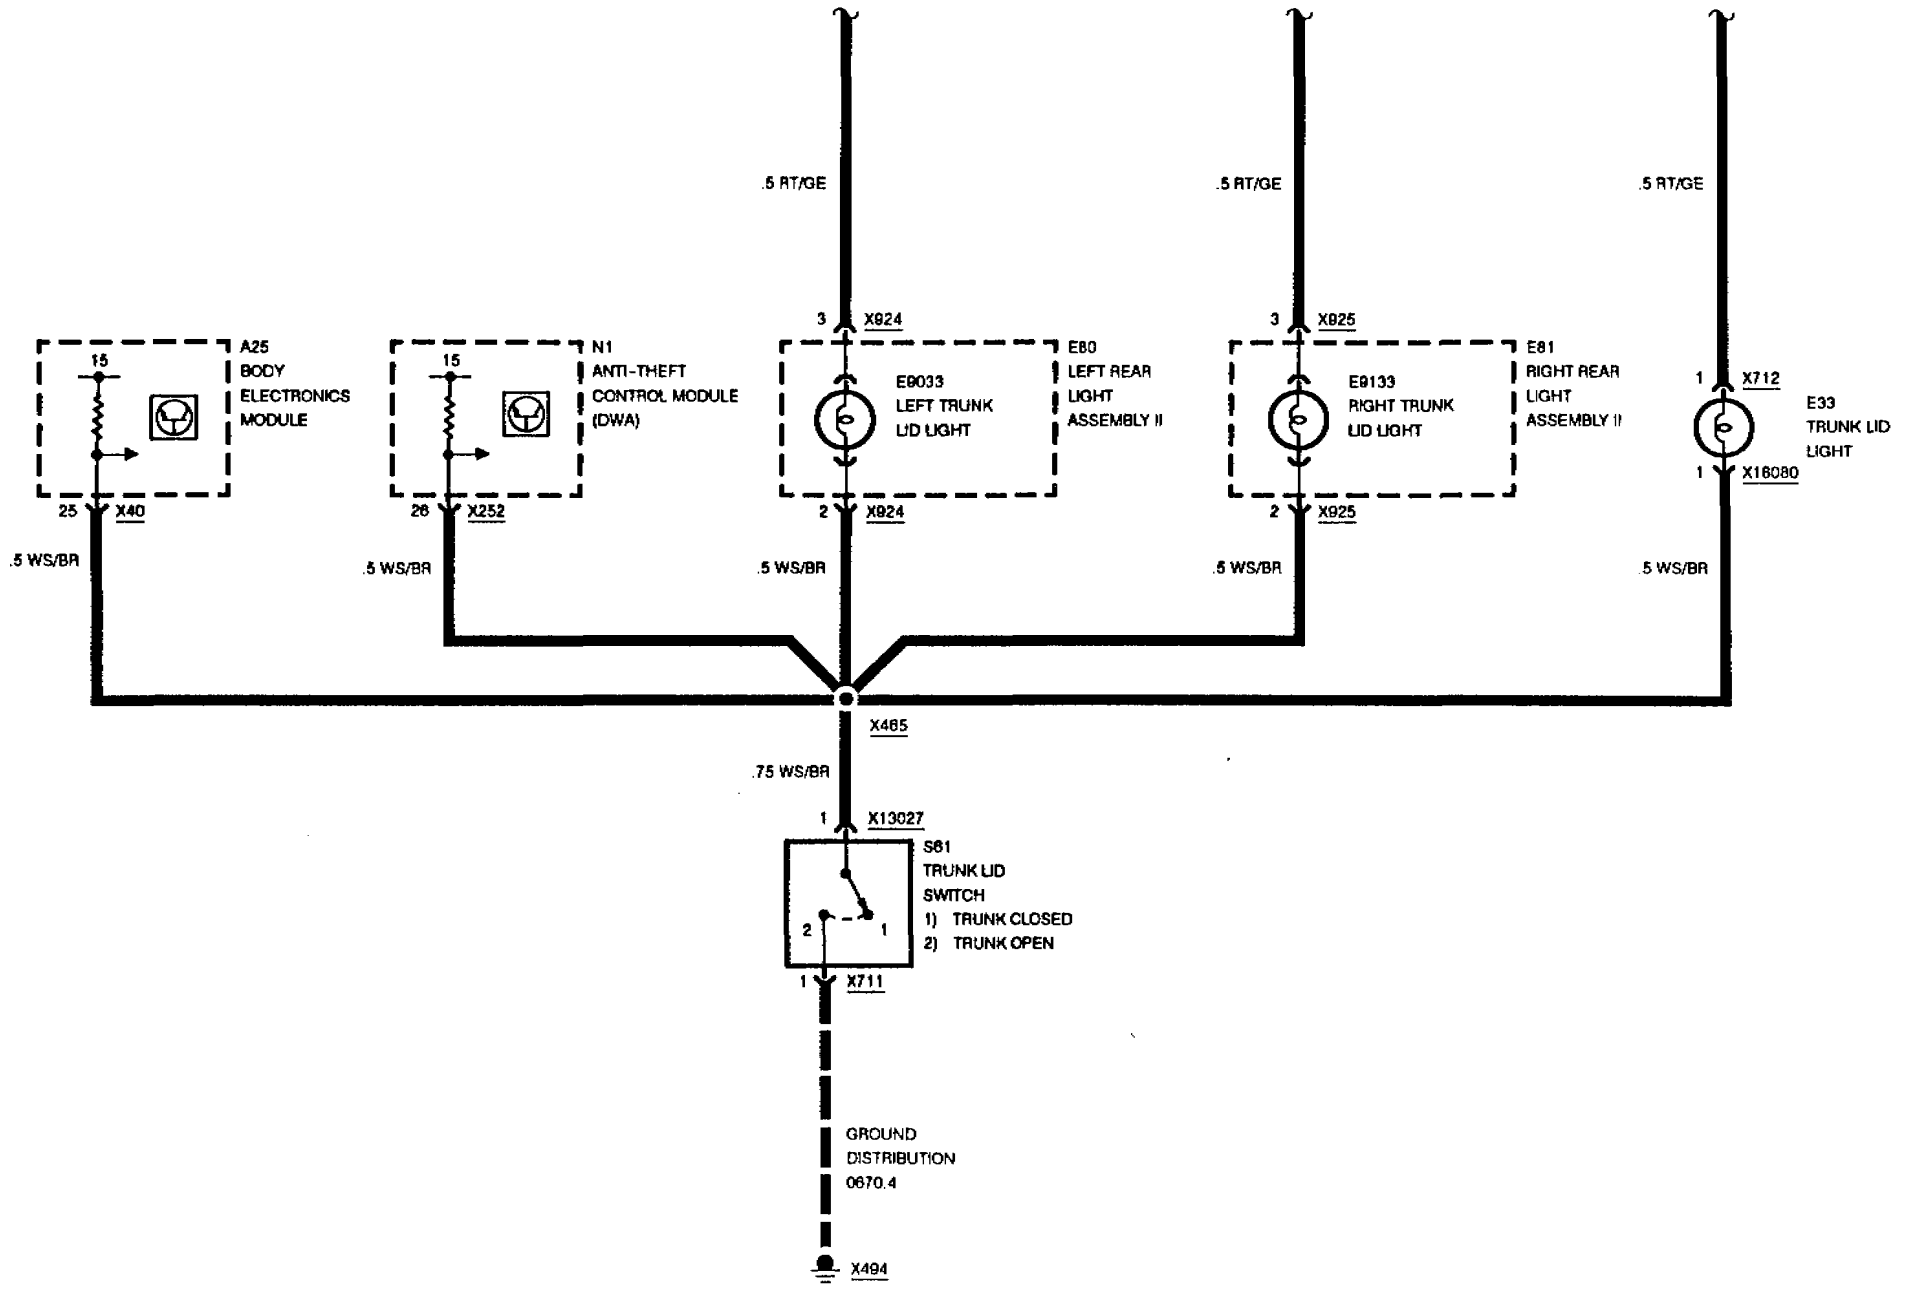 .5 RT/GE
.5 RT/GE
.5 RT/GE
3 X924
3 X925
15
A25
BODY
ELECTRONICS
MODULE
15
N1
ANTI-THEFT
CONTROL MODULE
(DWA)
E9033
LEFT TRUNK
LID LIGHT
E80
LEFT REAR
LIGHT
ASSEMBLY II
E9133
RIGHT TRUNK
LID LIGHT
E81
RIGHT REAR
LIGHT
ASSEMBLY II
1 X712
E33
TRUNK LID
LIGHT
1 X16080
25 X40
26 X252
2 X924
2 X925
.5 WS/BR
.5 WS/BR
.5 WS/BR
.5 WS/BR
.5 WS/BR
X465
.75 WS/BR
1 X13027
S61
TRUNK LID
SWITCH
1) TRUNK CLOSED
2) TRUNK OPEN
2 1
1 X711
GROUND
DISTRIBUTION
0670.4
X494